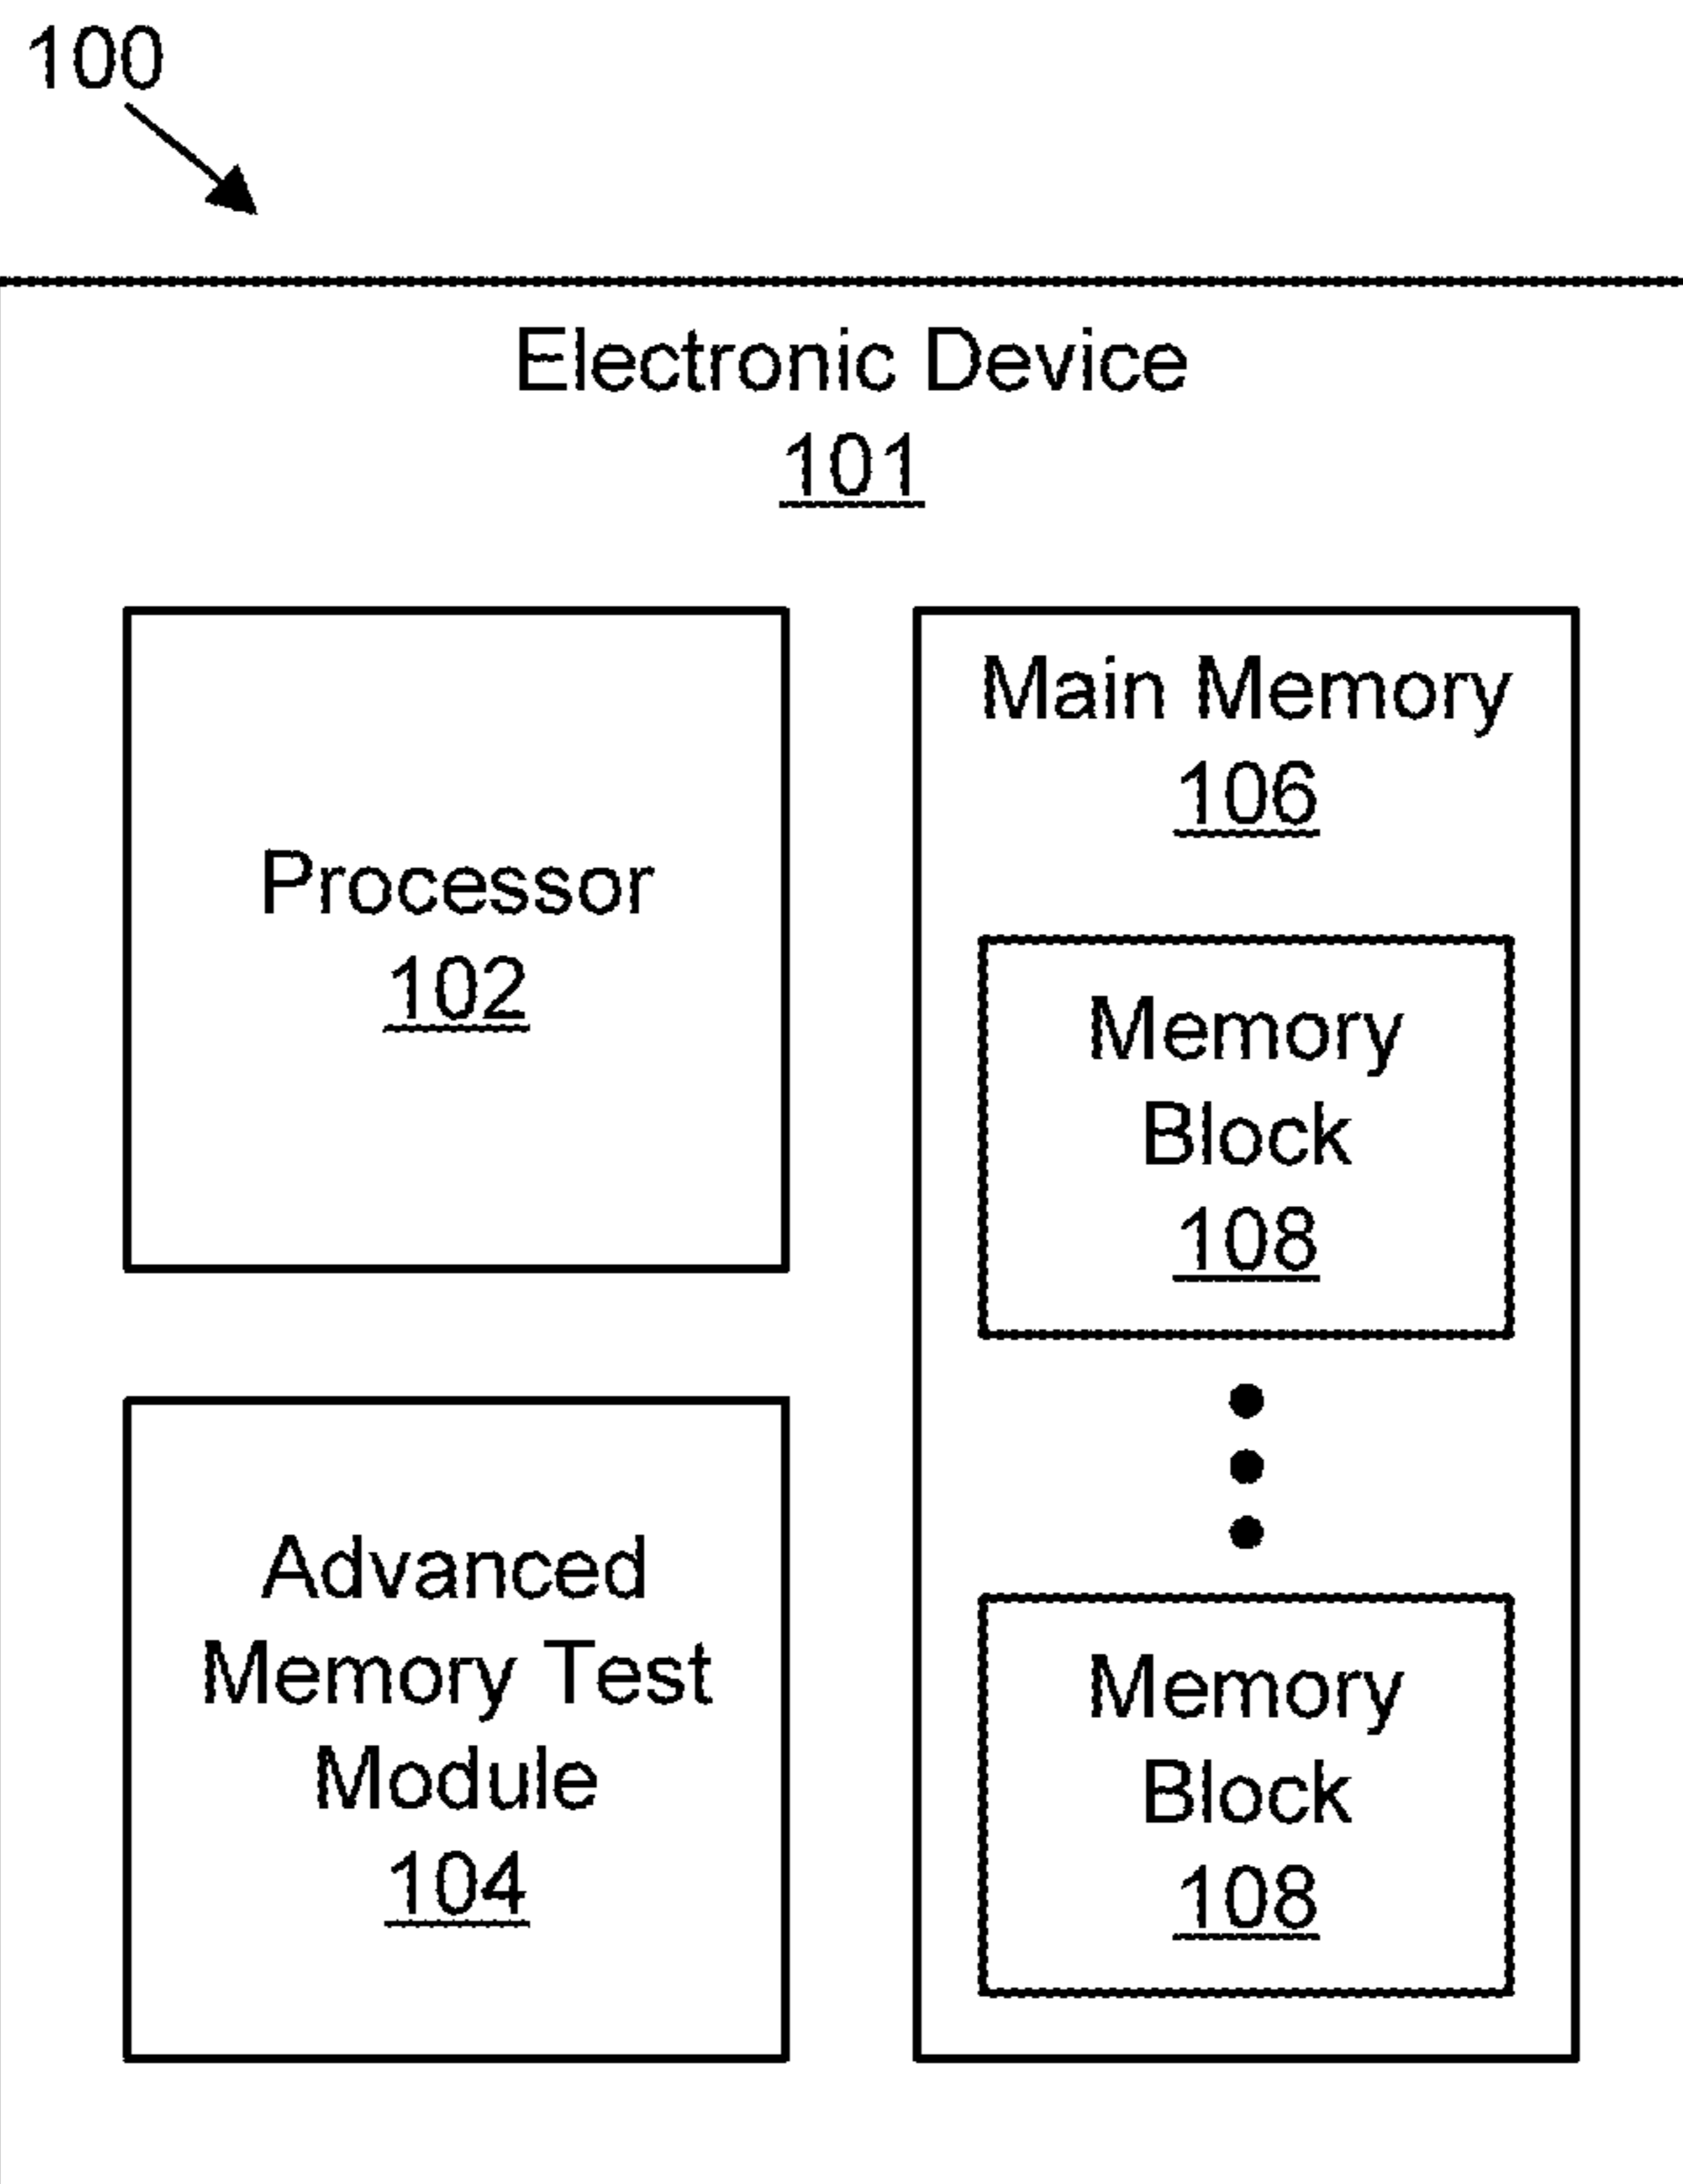 100
Electronic Device
101
Processor
102
Advanced
Memory Test
Module
104
Main Memory
106
Memory
Block
108
Memory
Block
108